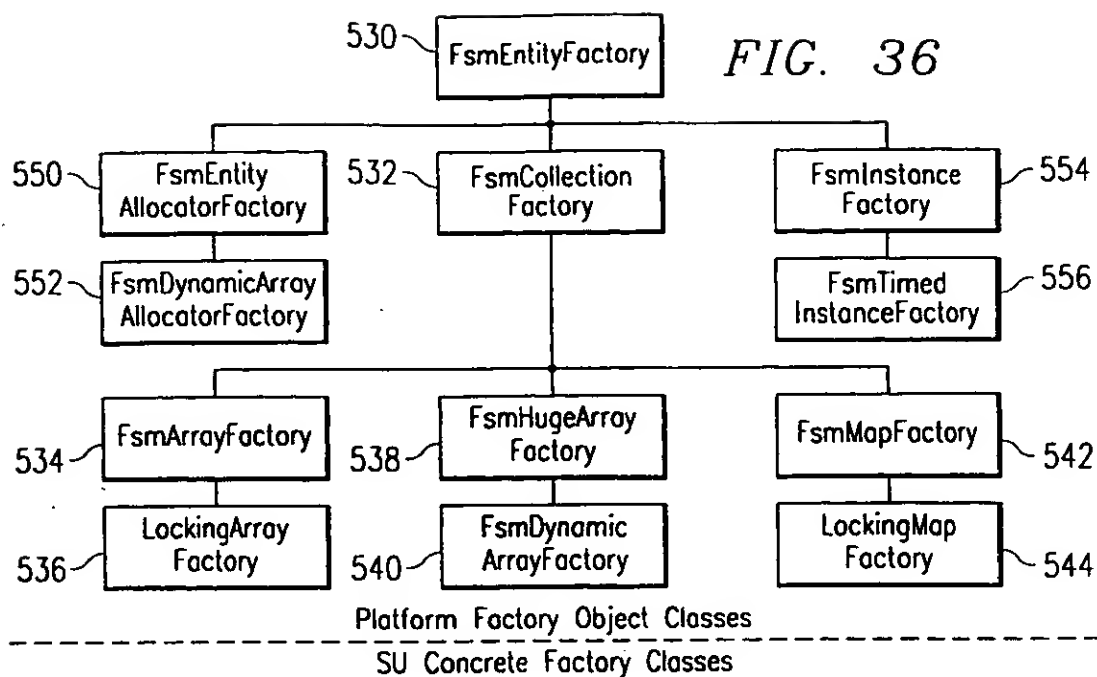 530
FsmEntityFactory
FIG. 36
550
FsmEntity
AllocatorFactory
532
FsmCollection
Factory
FsmInstance
Factory
554
552
FsmDynamicArray
AllocatorFactory
FsmTimed
InstanceFactory
556
534
FsmArrayFactory
538
FsmHugeArray
Factory
FsmMapFactory
542
536
LockingArray
Factory
540
FsmDynamic
ArrayFactory
LockingMap
Factory
544
Platform Factory Object Classes
SU Concrete Factory Classes